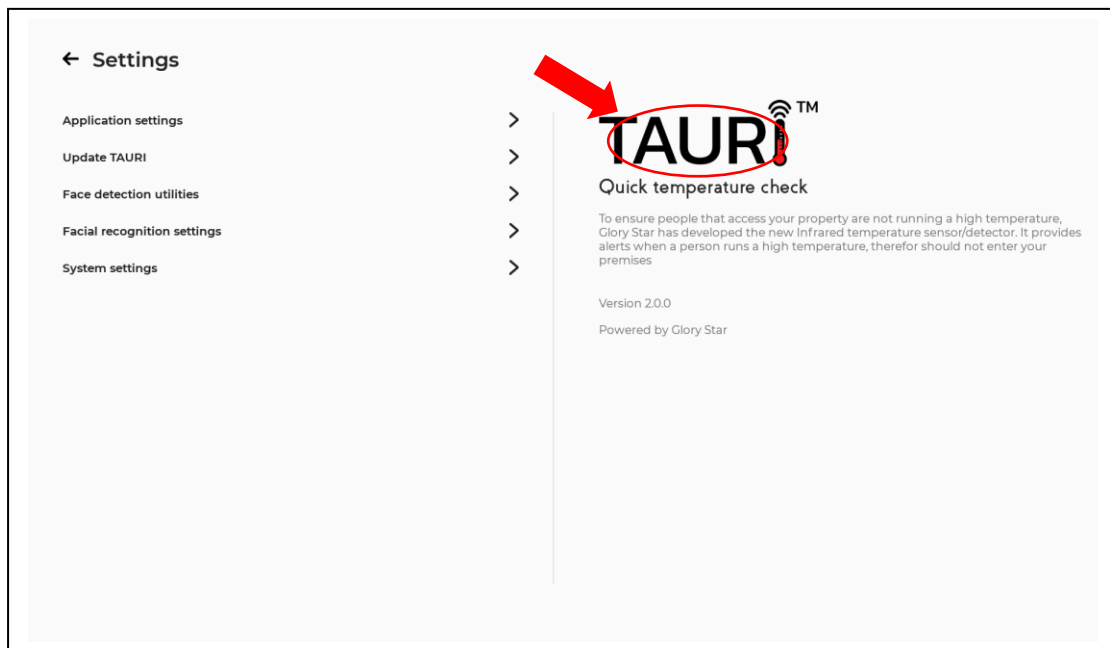 ← Settings
Application settings
Update TAURI
Face detection utilities
Facial recognition settings
System settings
TAURI™
Quick temperature check
To ensure people that access your property are not running a high temperature,
Glory Star has developed the new Infrared temperature sensor/detector. It provides
alerts when a person runs a high temperature, therefor should not enter your
premises
Version 2.0.0
Powered by Glory Star